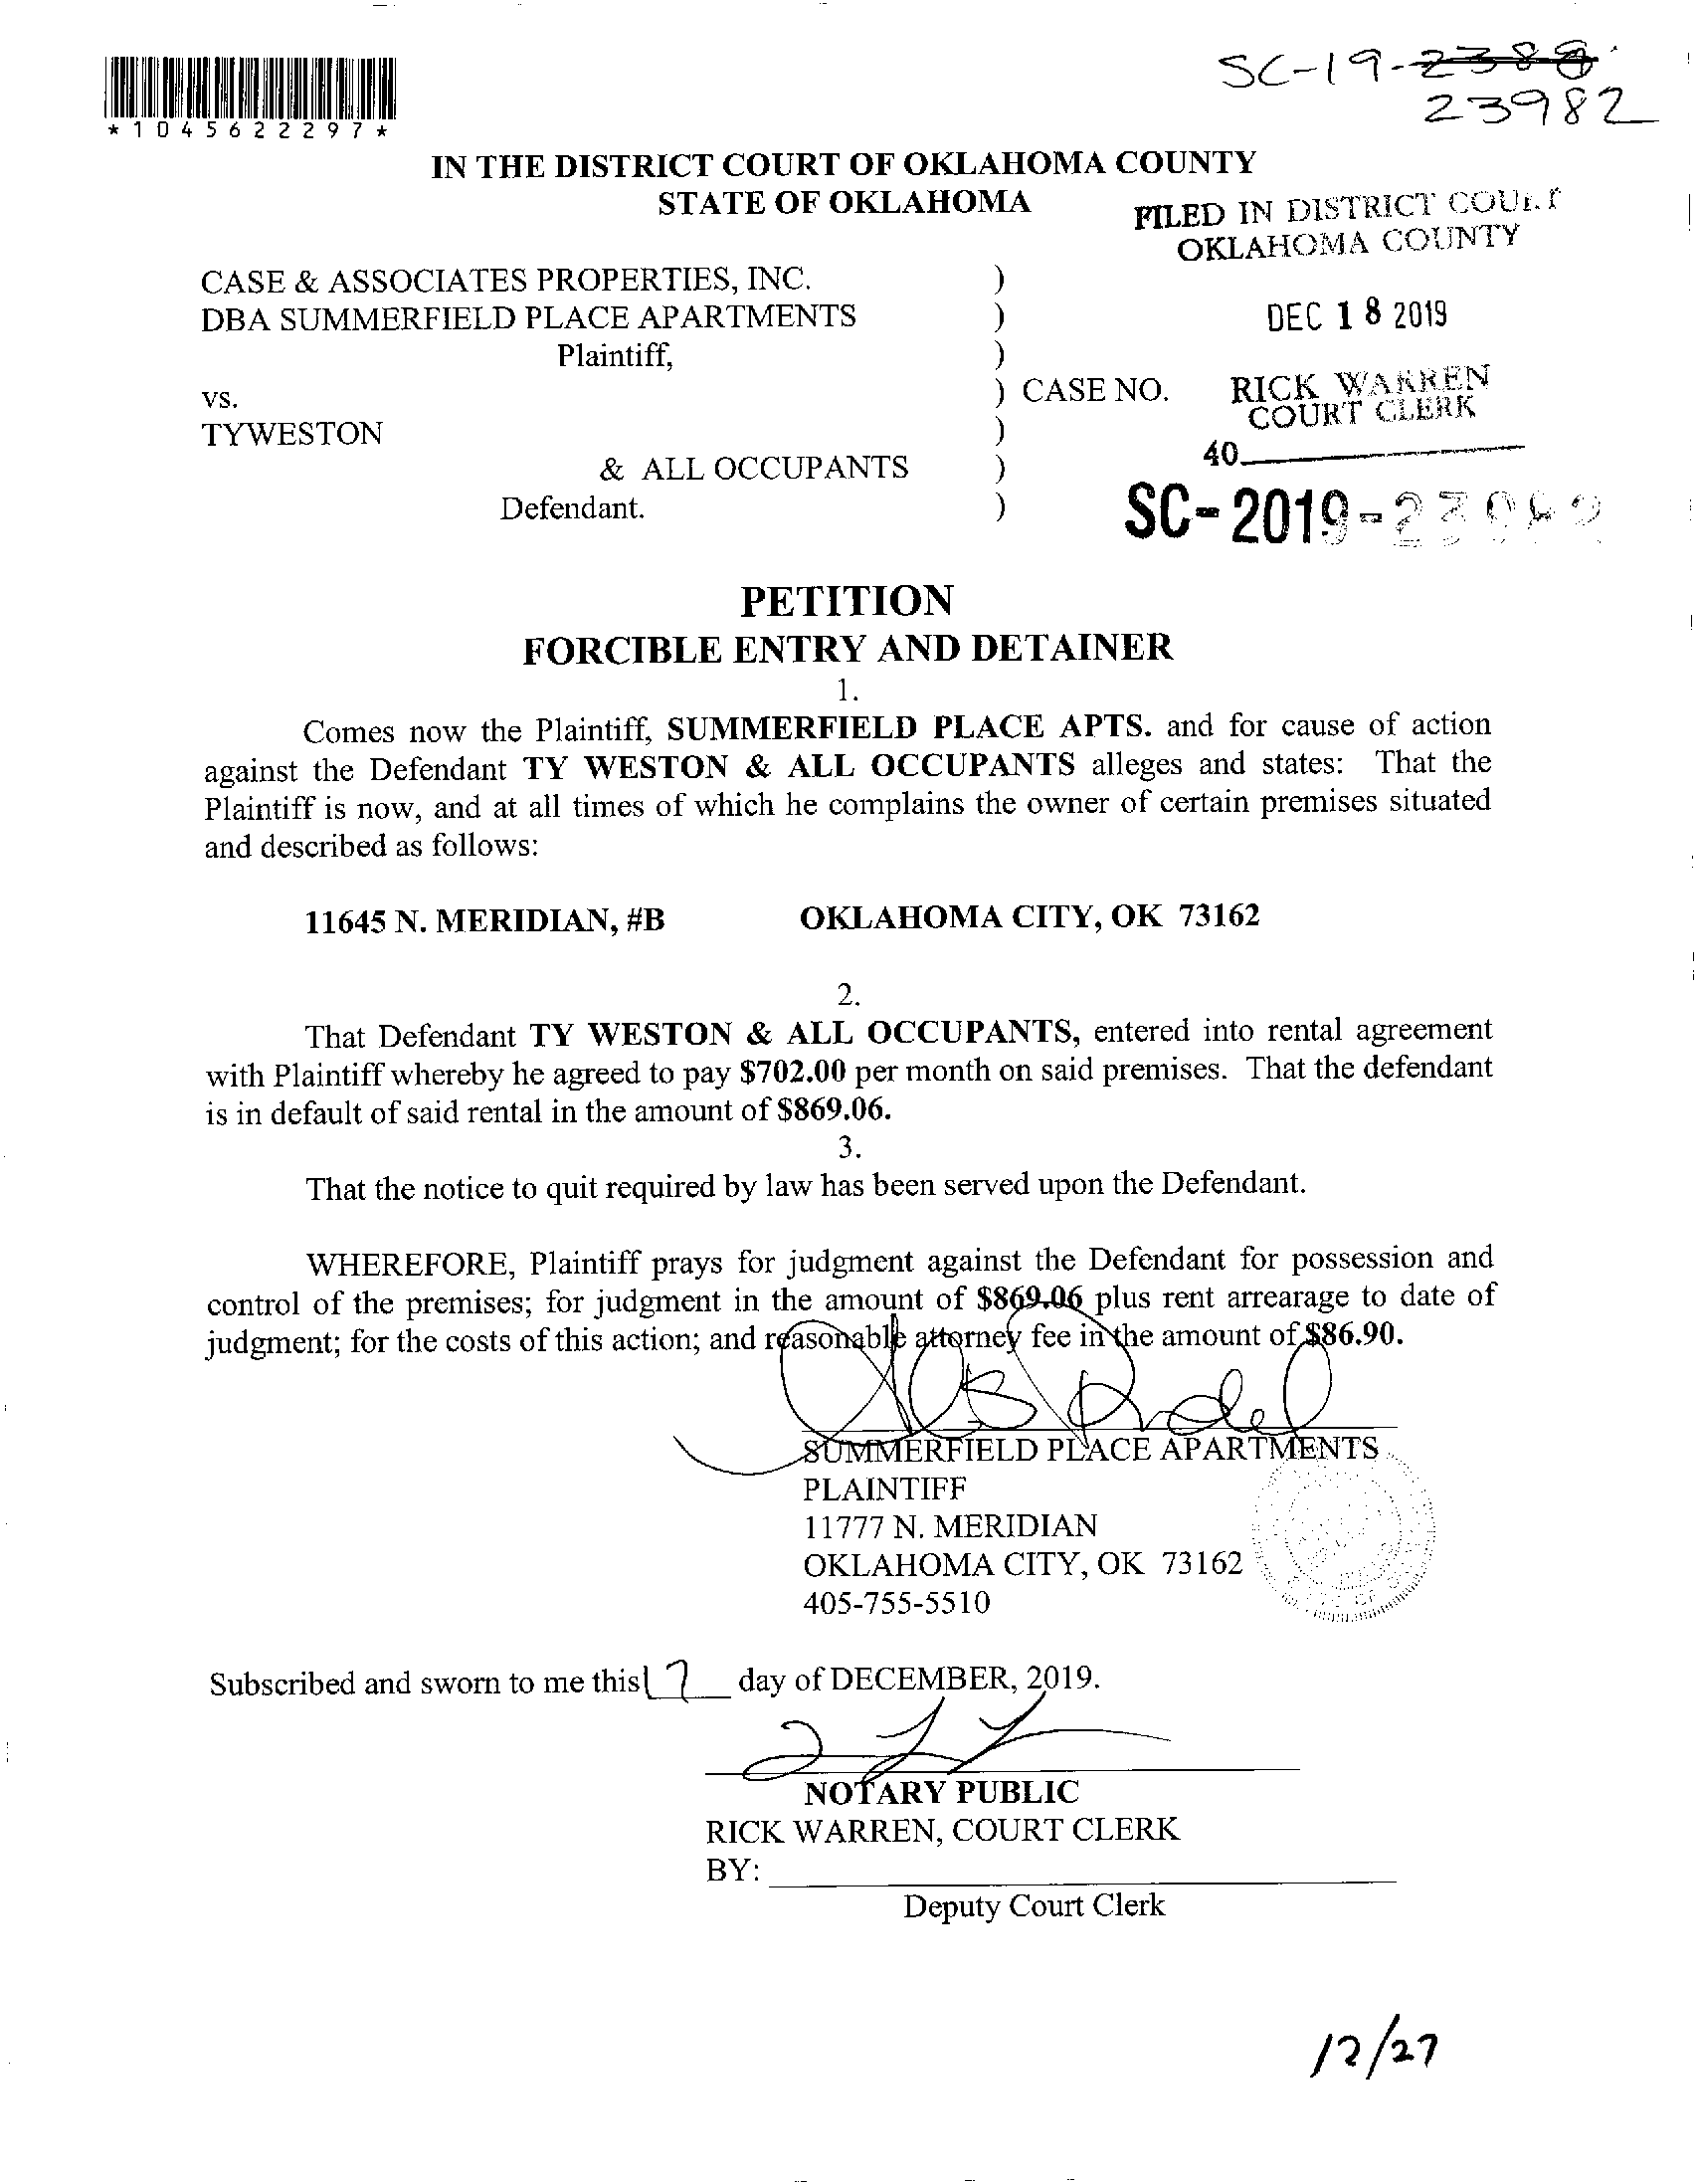 SC-19-
23982
*1045622297*
IN THE DISTRICT COURT OF OKLAHOMA COUNTY
STATE OF OKLAHOMA
FILED IN DISTRICT COURT
OKLAHOMA COUNTY
CASE & ASSOCIATES PROPERTIES, INC. )
DBA SUMMERFIELD PLACE APARTMENTS )
DEC 18 2019
Plaintiff, )
vs. ) CASE NO.
RICK WARREN
COURT CLERK
TYWESTON )
40
& ALL OCCUPANTS )
Defendant. )
SC-2019-
PETITION
FORCIBLE ENTRY AND DETAINER
1.
Comes now the Plaintiff, SUMMERFIELD PLACE APTS. and for cause of action
against the Defendant TY WESTON & ALL OCCUPANTS alleges and states: That the
Plaintiff is now, and at all times of which he complains the owner of certain premises situated
and described as follows:
11645 N. MERIDIAN, #B OKLAHOMA CITY, OK 73162
2.
That Defendant TY WESTON & ALL OCCUPANTS, entered into rental agreement
with Plaintiff whereby he agreed to pay $702.00 per month on said premises. That the defendant
is in default of said rental in the amount of $869.06.
3.
That the notice to quit required by law has been served upon the Defendant.
WHEREFORE, Plaintiff prays for judgment against the Defendant for possession and
control of the premises; for judgment in the amount of $869.06 plus rent arrearage to date of
judgment; for the costs of this action; and reasonable attorney fee in the amount of $86.90.
SUMMERFIELD PLACE APARTMENTS
PLAINTIFF
11777 N. MERIDIAN
OKLAHOMA CITY, OK 73162
405-755-5510
Subscribed and sworn to me this 17 day of DECEMBER, 2019.
NOTARY PUBLIC
RICK WARREN, COURT CLERK
BY:
Deputy Court Clerk
12/27